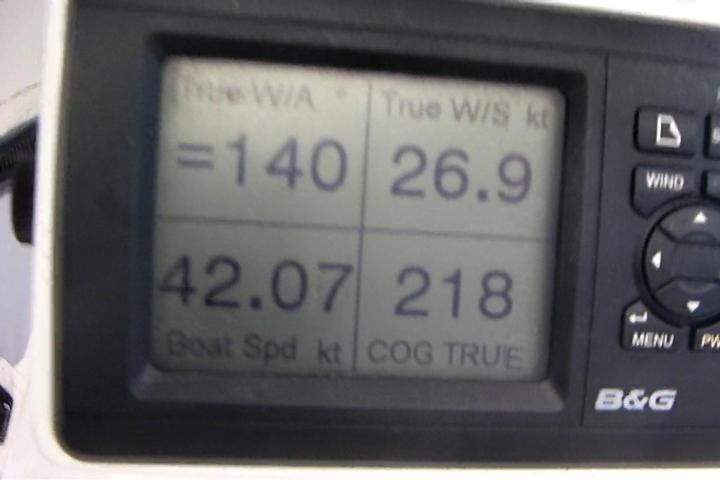 True W/A ° True W/S kt
=140 26.9
42.07 218
Boat Spd kt COG TRUE
WIND
MENU
B&G